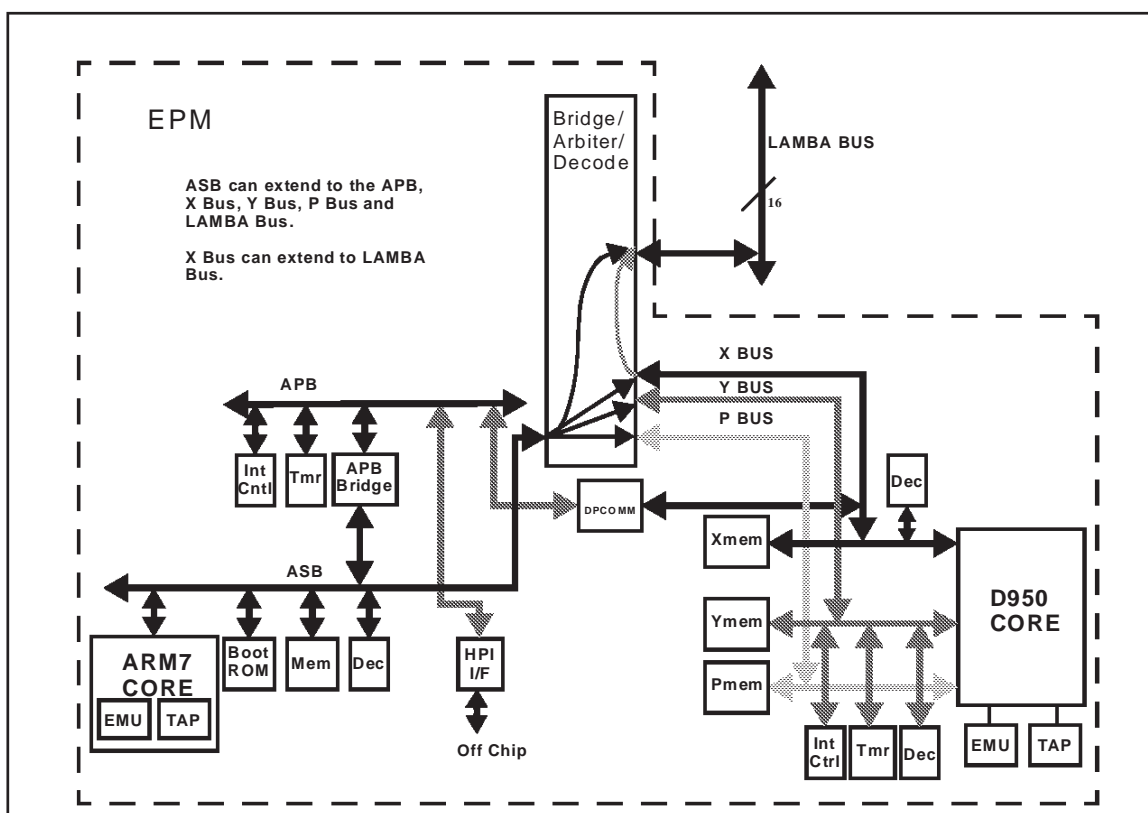 EPM
ASB can extend to the APB,
X Bus, Y Bus, P Bus and
LAMBA Bus.
X Bus can extend to LAMBA
Bus.
Bridge/
Arbiter/
Decode
LAMBA BUS
16
X BUS
Y BUS
P BUS
APB
Int
Cntl
Tmr
APB
Bridge
DPCOMM
Dec
Xmem
ASB
D950
CORE
Ymem
Pmem
ARM7
CORE
EMU
TAP
Boot
ROM
Mem
Dec
HPI
I/F
Off Chip
Int
Ctrl
Tmr
Dec
EMU
TAP